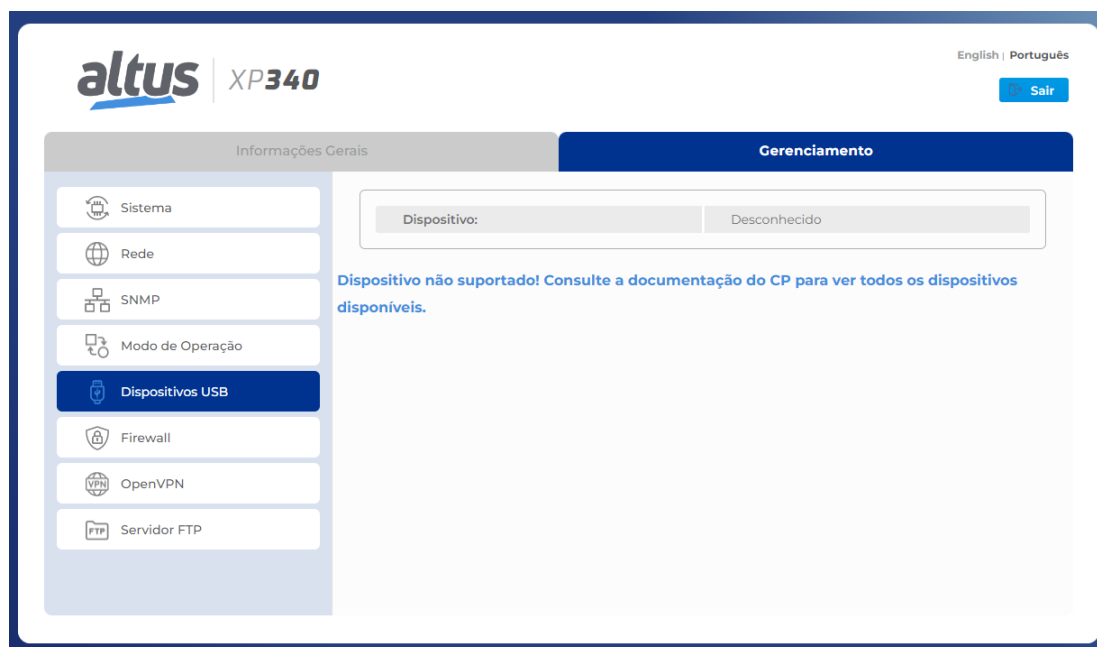 English | Português
altus | XP340
Sair
Informações Gerais
Gerenciamento
Sistema
Rede
SNMP
Modo de Operação
Dispositivos USB
Firewall
VPN OpenVPN
FTP Servidor FTP
Dispositivo: Desconhecido
Dispositivo não suportado! Consulte a documentação do CP para ver todos os dispositivos
disponíveis.